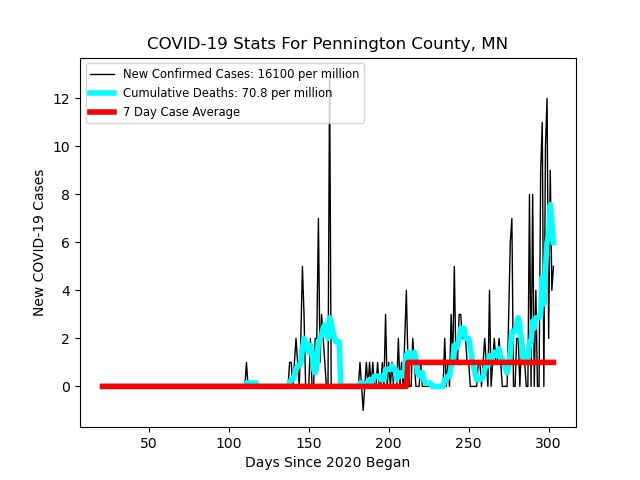 COVID-19 Stats For Pennington County, MN
New Confirmed Cases: 16100 per million
Cumulative Deaths: 70.8 per million
7 Day Case Average
12
10
8
6
4
2
0
New COVID-19 Cases
50 100 150 200 250 300
Days Since 2020 Began